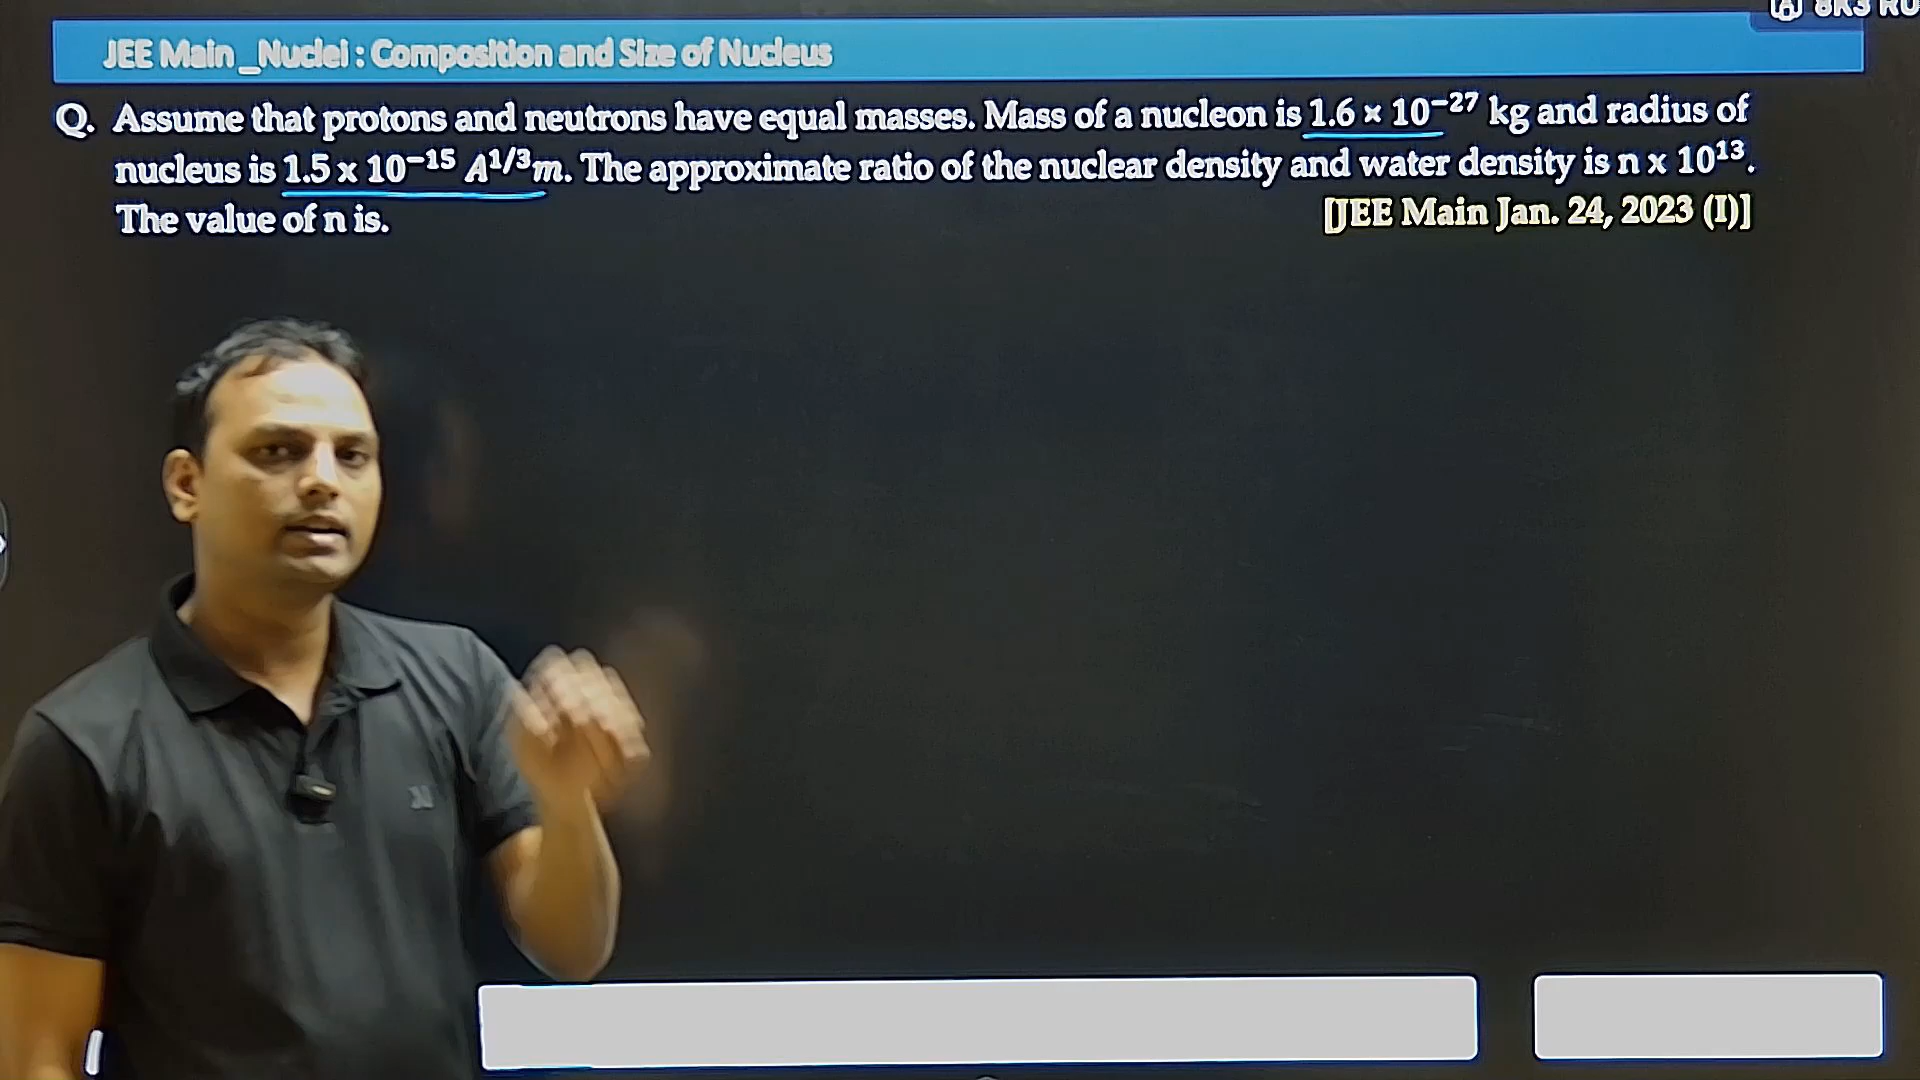 8K3 RU
JEE Main _Nuclei : Composition and Size of Nucleus
Q. Assume that protons and neutrons have equal masses. Mass of a nucleon is 1.6 × 10⁻²⁷ kg and radius of
nucleus is 1.5 x 10⁻¹⁵ A¹/³m. The approximate ratio of the nuclear density and water density is n x 10¹³.
The value of n is.
[JEE Main Jan. 24, 2023 (I)]